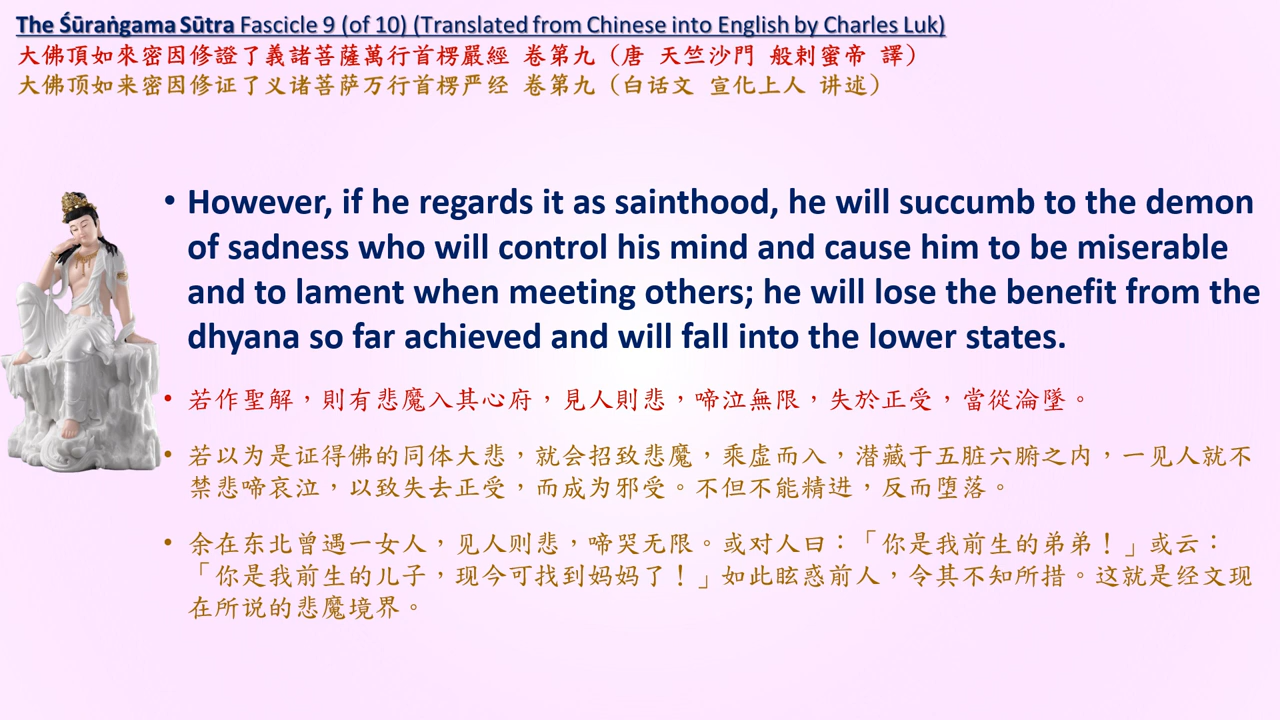 The Śūraṅgama Sūtra Fascicle 9 (of 10) (Translated from Chinese into English by Charles Luk)
大佛頂如來密因修證了義諸菩薩萬行首楞嚴經 卷第九（唐 天竺沙門 般剌蜜帝 譯）
大佛顶如来密因修证了义诸菩萨万行首楞严经 卷第九（白话文 宣化上人 讲述）
• However, if he regards it as sainthood, he will succumb to the demon
of sadness who will control his mind and cause him to be miserable
and to lament when meeting others; he will lose the benefit from the
dhyana so far achieved and will fall into the lower states.
• 若作聖解，則有悲魔入其心府，見人則悲，啼泣無限，失於正受，當從淪墜。
• 若以为是证得佛的同体大悲，就会招致悲魔，乘虚而入，潜藏于五脏六腑之内，一见人就不
禁悲啼哀泣，以致失去正受，而成为邪受。不但不能精进，反而堕落。
• 余在东北曾遇一女人，见人则悲，啼哭无限。或对人曰：「你是我前生的弟弟！」或云：
「你是我前生的儿子，现今可找到妈妈了！」如此眩惑前人，令其不知所措。这就是经文现
在所说的悲魔境界。